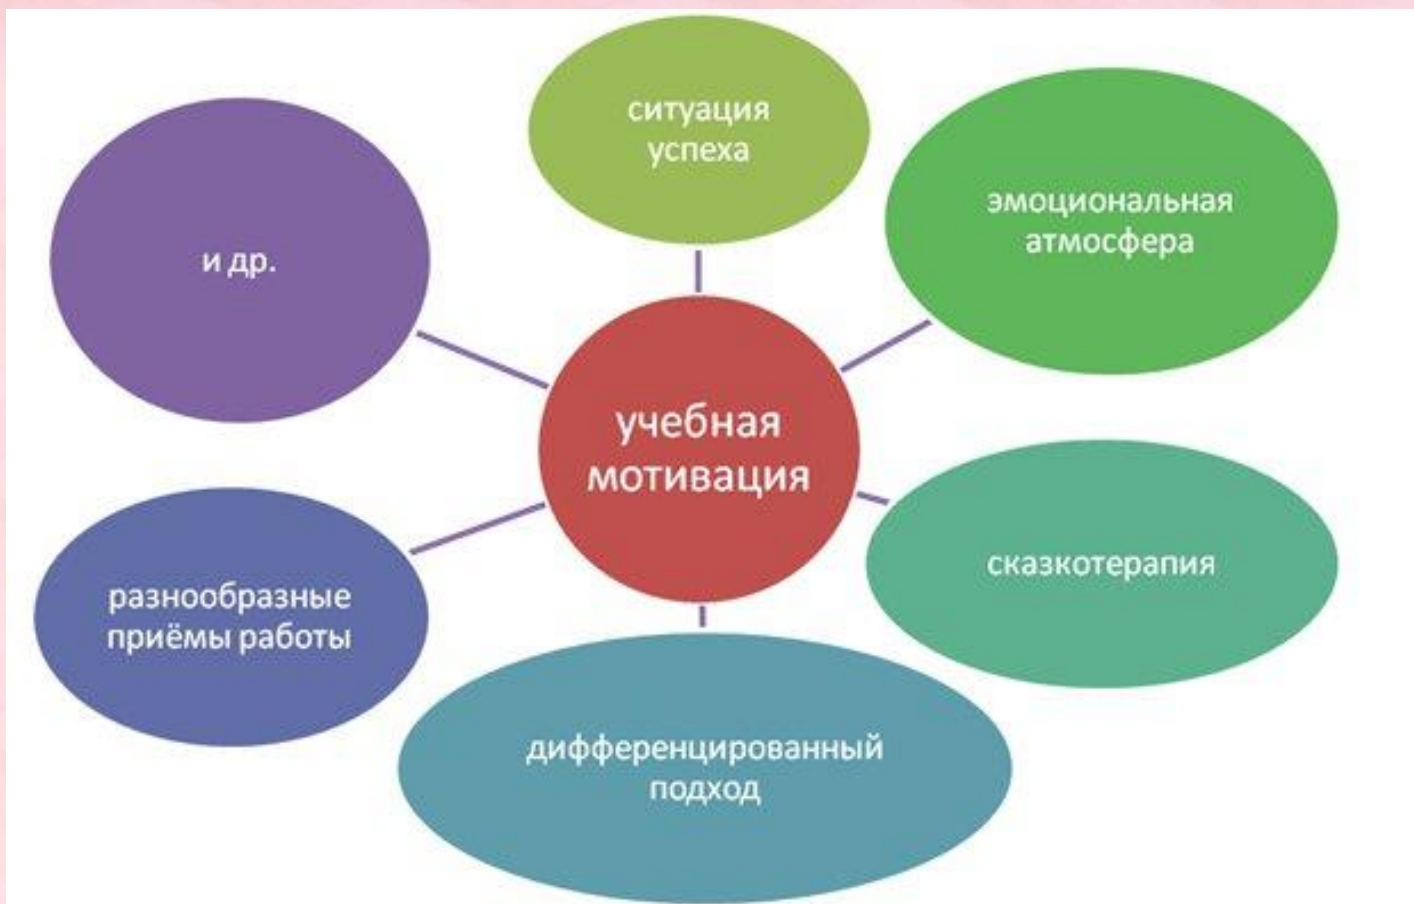 ситуация
успеха
эмоциональная
атмосфера
и др.
учебная
мотивация
сказкотерапия
разнообразные
приёмы работы
дифференцированный
подход